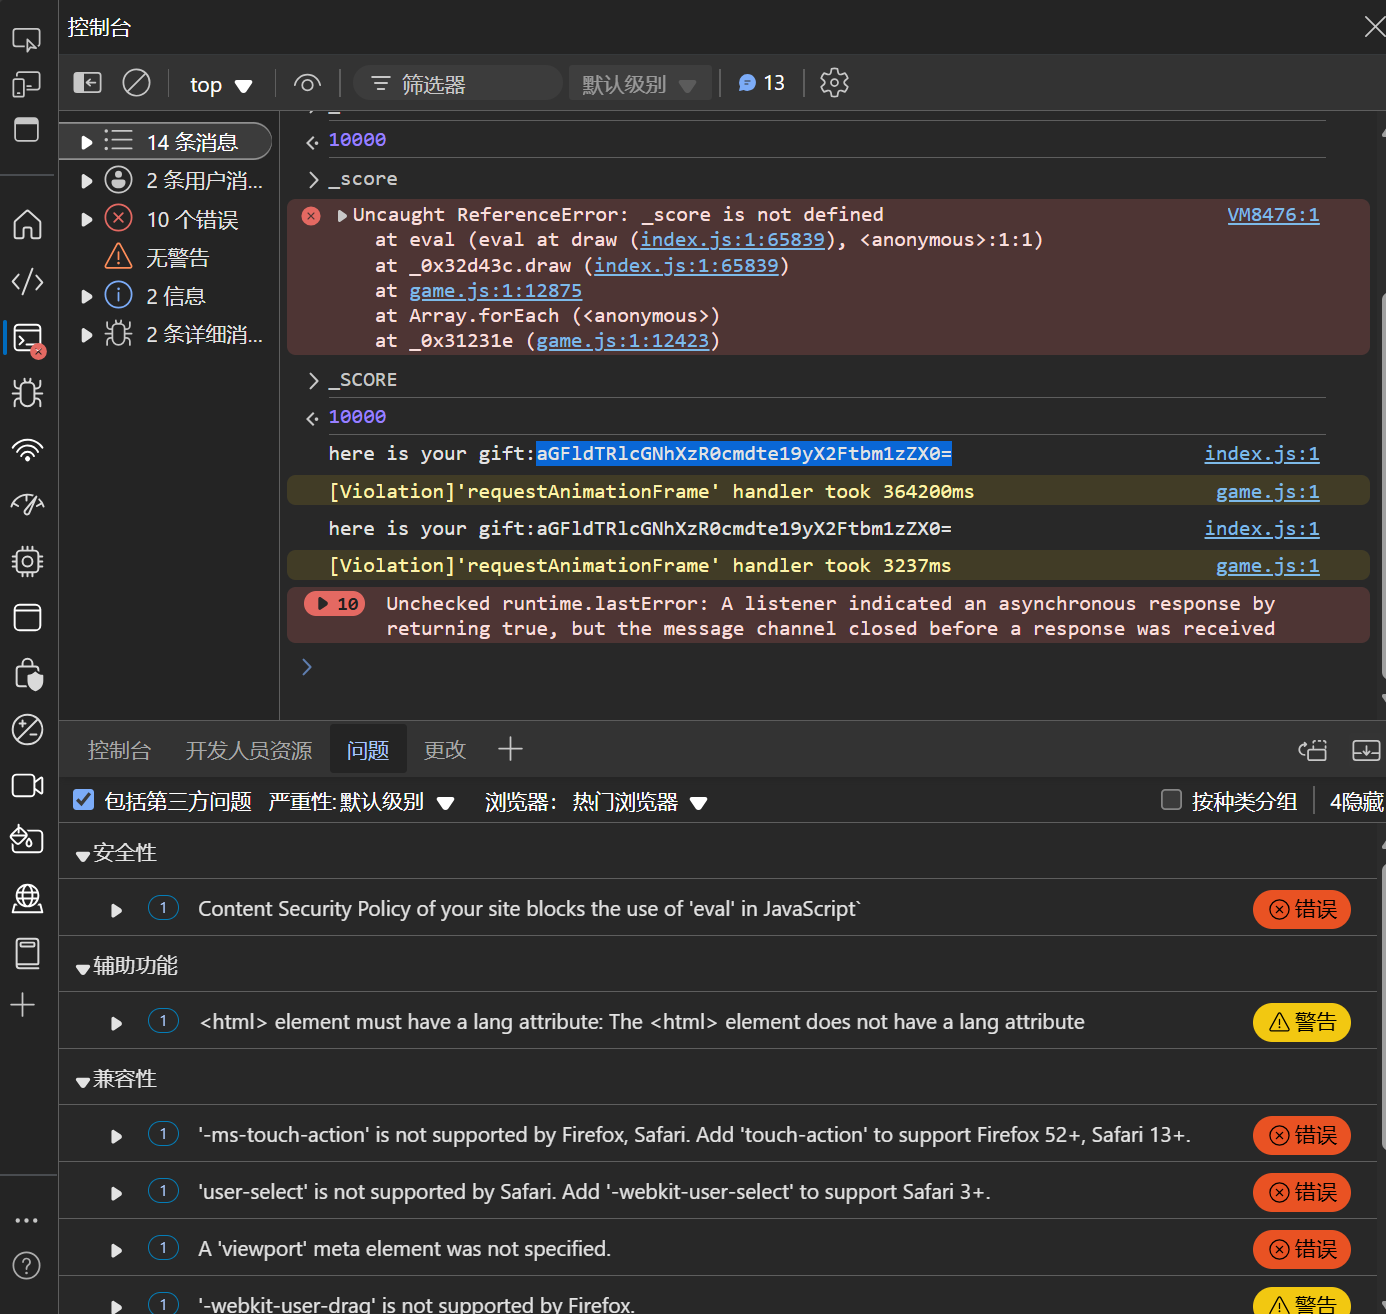 控制台
top
筛选器
默认级别
13
14 条消息
2 条用户消...
10 个错误
无警告
2 信息
2 条详细消...
10000
_score
Uncaught ReferenceError: _score is not defined
VM8476:1
at eval (eval at draw (index.js:1:65839), <anonymous>:1:1)
at _0x32d43c.draw (index.js:1:65839)
at game.js:1:12875
at Array.forEach (<anonymous>)
at _0x31231e (game.js:1:12423)
_SCORE
10000
here is your gift:aGFldTRlcGNhXzR0cmdte19yX2Ftbm1zZX0=
index.js:1
[Violation]'requestAnimationFrame' handler took 364200ms
game.js:1
here is your gift:aGFldTRlcGNhXzR0cmdte19yX2Ftbm1zZX0=
index.js:1
[Violation]'requestAnimationFrame' handler took 3237ms
game.js:1
10
Unchecked runtime.lastError: A listener indicated an asynchronous response by
returning true, but the message channel closed before a response was received
控制台
开发人员资源
问题
更改
包括第三方问题
严重性:默认级别
浏览器：热门浏览器
按种类分组
4隐藏
安全性
1
Content Security Policy of your site blocks the use of 'eval' in JavaScript`
错误
辅助功能
1
<html> element must have a lang attribute: The <html> element does not have a lang attribute
警告
兼容性
1
'-ms-touch-action' is not supported by Firefox, Safari. Add 'touch-action' to support Firefox 52+, Safari 13+.
错误
1
'user-select' is not supported by Safari. Add '-webkit-user-select' to support Safari 3+.
错误
1
A 'viewport' meta element was not specified.
错误
1
'-webkit-user-drag' is not supported by Firefox.
警告